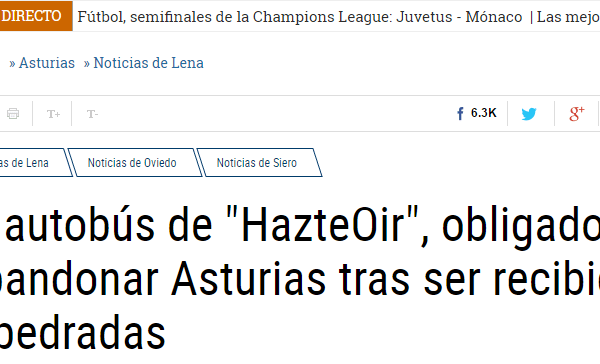 DIRECTO Fútbol, semifinales de la Champions League: Juvetus - Mónaco | Las mejo
» Asturias » Noticias de Lena
T+ T- 6.3K g+
as de Lena Noticias de Oviedo Noticias de Siero
autobús de "HazteOir", obligado
bandonar Asturias tras ser recibi
pedradas